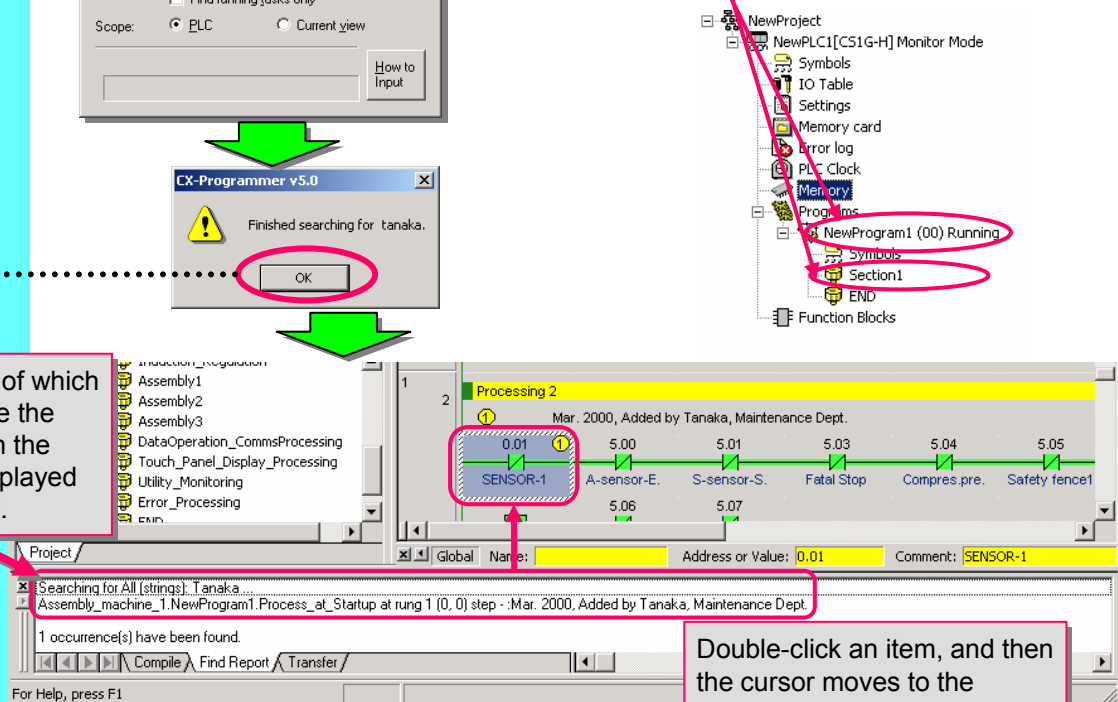 Find running tasks only
Scope: PLC Current view
How to
Input
CX-Programmer v5.0
Finished searching for tanaka.
OK
NewProject
NewPLC1[CS1G-H] Monitor Mode
Symbols
IO Table
Settings
Memory card
Error log
PLC Clock
Memory
Programs
NewProgram1 (00) Running
Symbols
Section1
END
Function Blocks
of which
e the
n the
played
.
Induction_Regulation
Assembly1
Assembly2
Assembly3
DataOperation_CommsProcessing
Touch_Panel_Display_Processing
Utility_Monitoring
Error_Processing
END
Project
1
2
Processing 2
1 Mar. 2000, Added by Tanaka, Maintenance Dept.
0.01 1 5.00 5.01 5.03 5.04 5.05
SENSOR-1 A-sensor-E. S-sensor-S. Fatal Stop Compres.pre. Safety fence1
5.06 5.07
Global Name: Address or Value: 0.01 Comment: SENSOR-1
Searching for All (strings): Tanaka ...
Assembly_machine_1.NewProgram1.Process_at_Startup at rung 1 (0, 0) step - :Mar. 2000, Added by Tanaka, Maintenance Dept.
1 occurrence(s) have been found.
Compile Find Report Transfer
Double-click an item, and then
the cursor moves to the
For Help, press F1